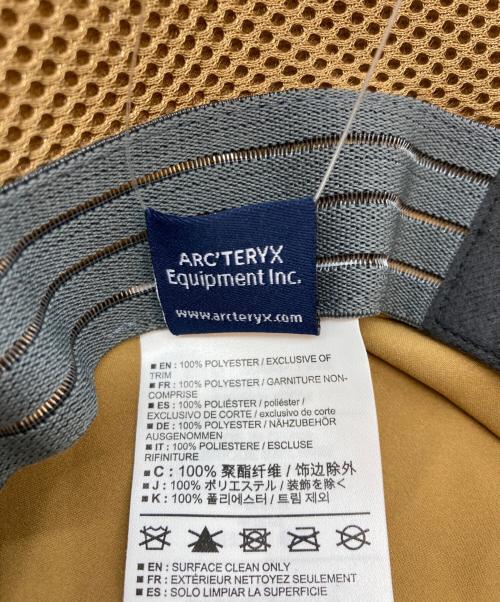 ARC'TERYX
Equipment Inc.
www.arcteryx.com
■ EN : 100% POLYESTER / EXCLUSIVE OF
TRIM
■ FR : 100% POLYESTER / GARNITURE NON-
COMPRISE
■ ES : 100% POLIÉSTER / poliéster /
EXCLUSIVO DE CORTE / exclusivo de corte
■ DE : 100% POLYESTER / NÄHZUBEHÖR
AUSGENOMMEN
■ IT : 100% POLIESTERE / ESCLUSE
RIFINITURE
■ C : 100% 聚酯纤维 / 饰边除外
■ J : 100% ポリエステル / 装飾を除く
■ K : 100% 폴리에스터 / 트림 제외
■ EN : SURFACE CLEAN ONLY
■ FR : EXTÉRIEUR NETTOYEZ SEULEMENT
■ ES : SOLO LIMPIAR LA SUPERFICIE